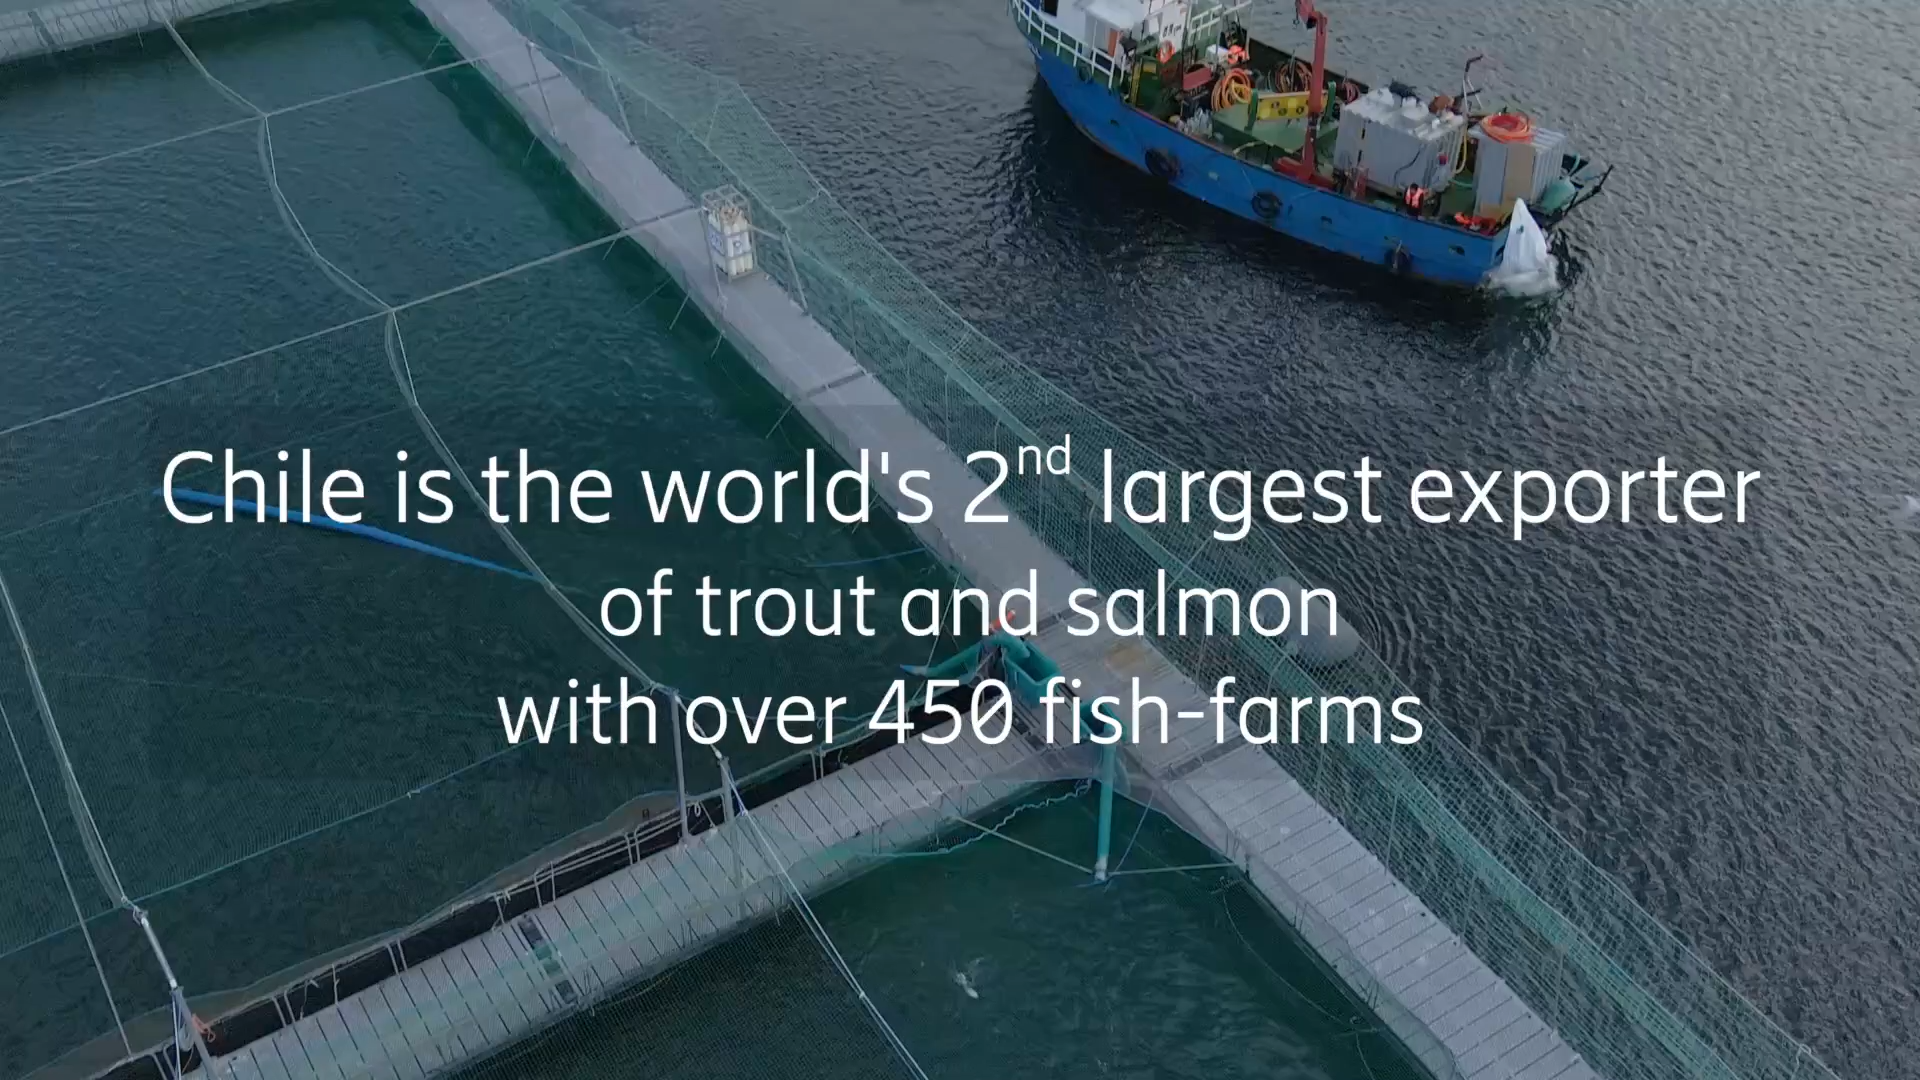 Chile is the world's 2nd largest exporter
of trout and salmon
with over 450 fish-farms